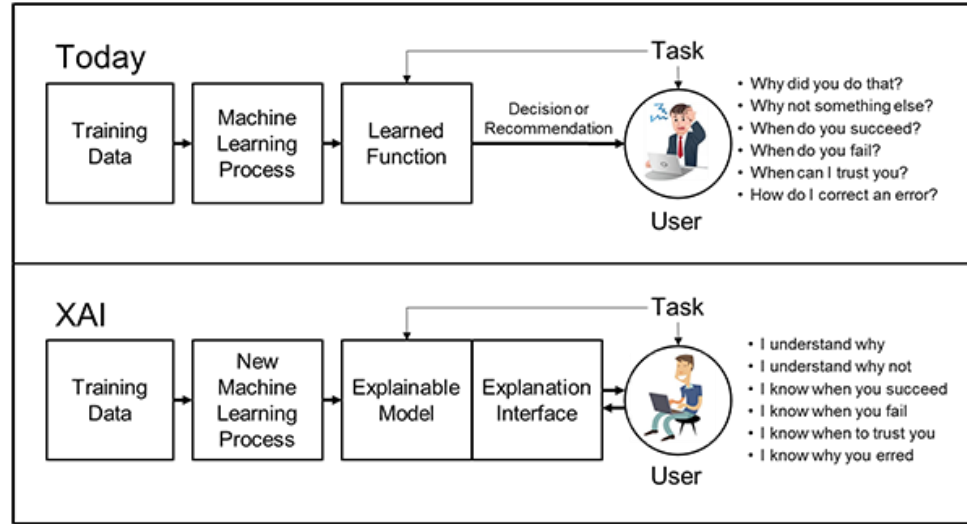 Today
Task
Training
Data
Machine
Learning
Process
Learned
Function
Decision or
Recommendation
User
• Why did you do that?
• Why not something else?
• When do you succeed?
• When do you fail?
• When can I trust you?
• How do I correct an error?
XAI
Task
Training
Data
New
Machine
Learning
Process
Explainable
Model
Explanation
Interface
User
• I understand why
• I understand why not
• I know when you succeed
• I know when you fail
• I know when to trust you
• I know why you erred